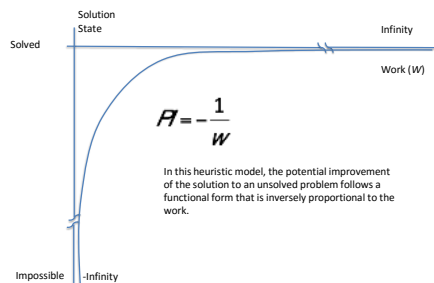 Solution
State
Solved
Infinity
Work (W)
PI = - 1/W
In this heuristic model, the potential improvement
of the solution to an unsolved problem follows a
functional form that is inversely proportional to the
work.
Impossible
-Infinity